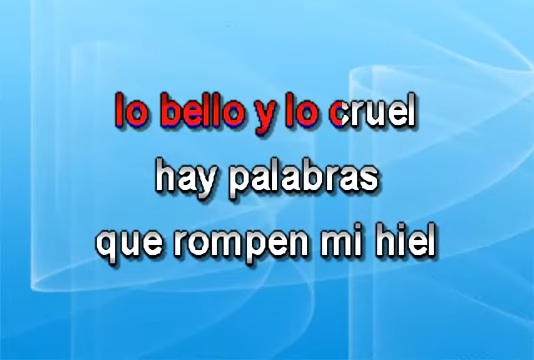 lo bello y lo cruel
hay palabras
que rompen mi hiel